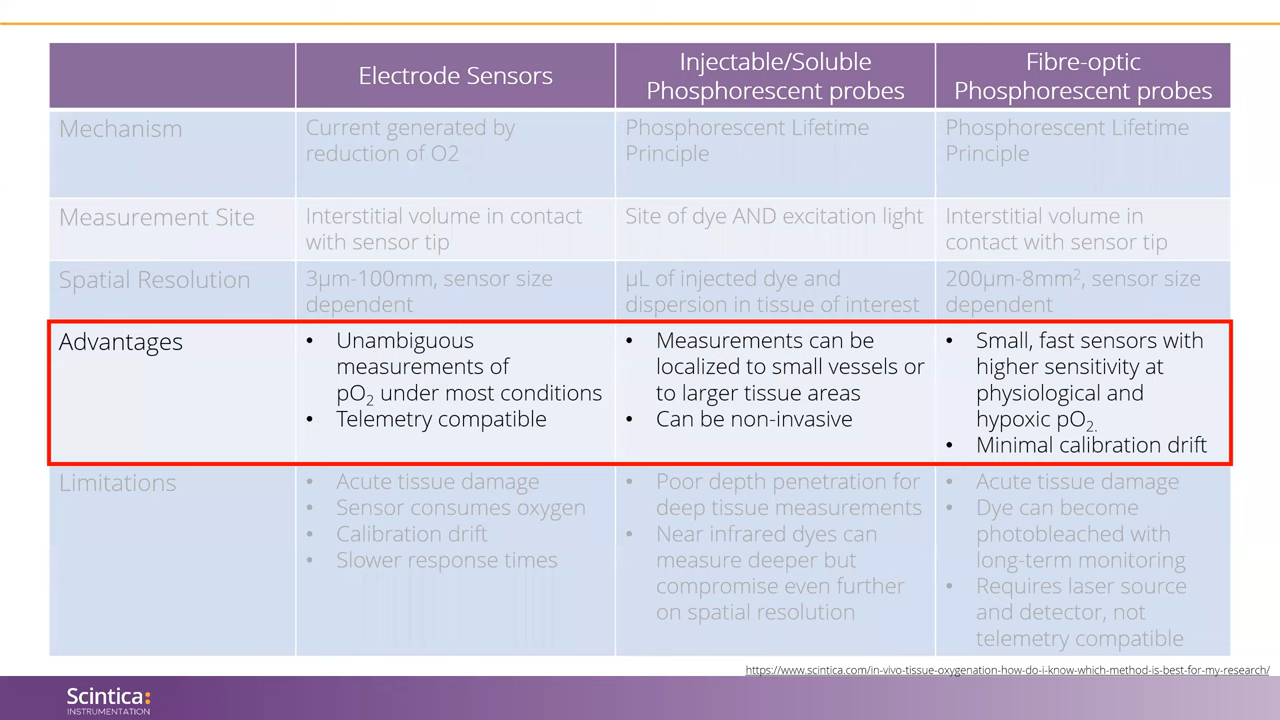 Electrode Sensors
Injectable/Soluble
Phosphorescent probes
Fibre-optic
Phosphorescent probes
Mechanism
Current generated by
reduction of O2
Phosphorescent Lifetime
Principle
Phosphorescent Lifetime
Principle
Measurement Site
Interstitial volume in contact
with sensor tip
Site of dye AND excitation light
Interstitial volume in
contact with sensor tip
Spatial Resolution
3µm-100mm, sensor size
dependent
µL of injected dye and
dispersion in tissue of interest
200µm-8mm², sensor size
dependent
Advantages
• Unambiguous
measurements of
pO₂ under most conditions
• Telemetry compatible
• Measurements can be
localized to small vessels or
to larger tissue areas
• Can be non-invasive
• Small, fast sensors with
higher sensitivity at
physiological and
hypoxic pO₂.
• Minimal calibration drift
Limitations
• Acute tissue damage
• Sensor consumes oxygen
• Calibration drift
• Slower response times
• Poor depth penetration for
deep tissue measurements
• Near infrared dyes can
measure deeper but
compromise even further
on spatial resolution
• Acute tissue damage
• Dye can become
photobleached with
long-term monitoring
• Requires laser source
and detector, not
telemetry compatible
https://www.scintica.com/in-vivo-tissue-oxygenation-how-do-i-know-which-method-is-best-for-my-research/
Scintica:
INSTRUMENTATION